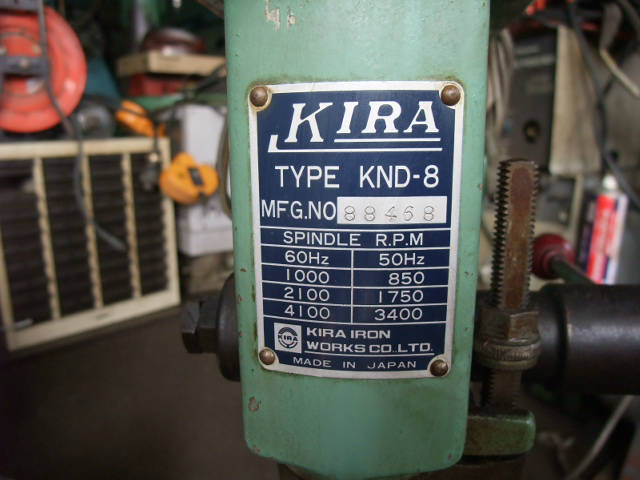 KIRA
TYPE KND-8
MFG.NO 88468
SPINDLE R.P.M
60Hz 50Hz
1000 850
2100 1750
4100 3400
KIRA
KIRA IRON
WORKS CO.,LTD.
MADE IN JAPAN